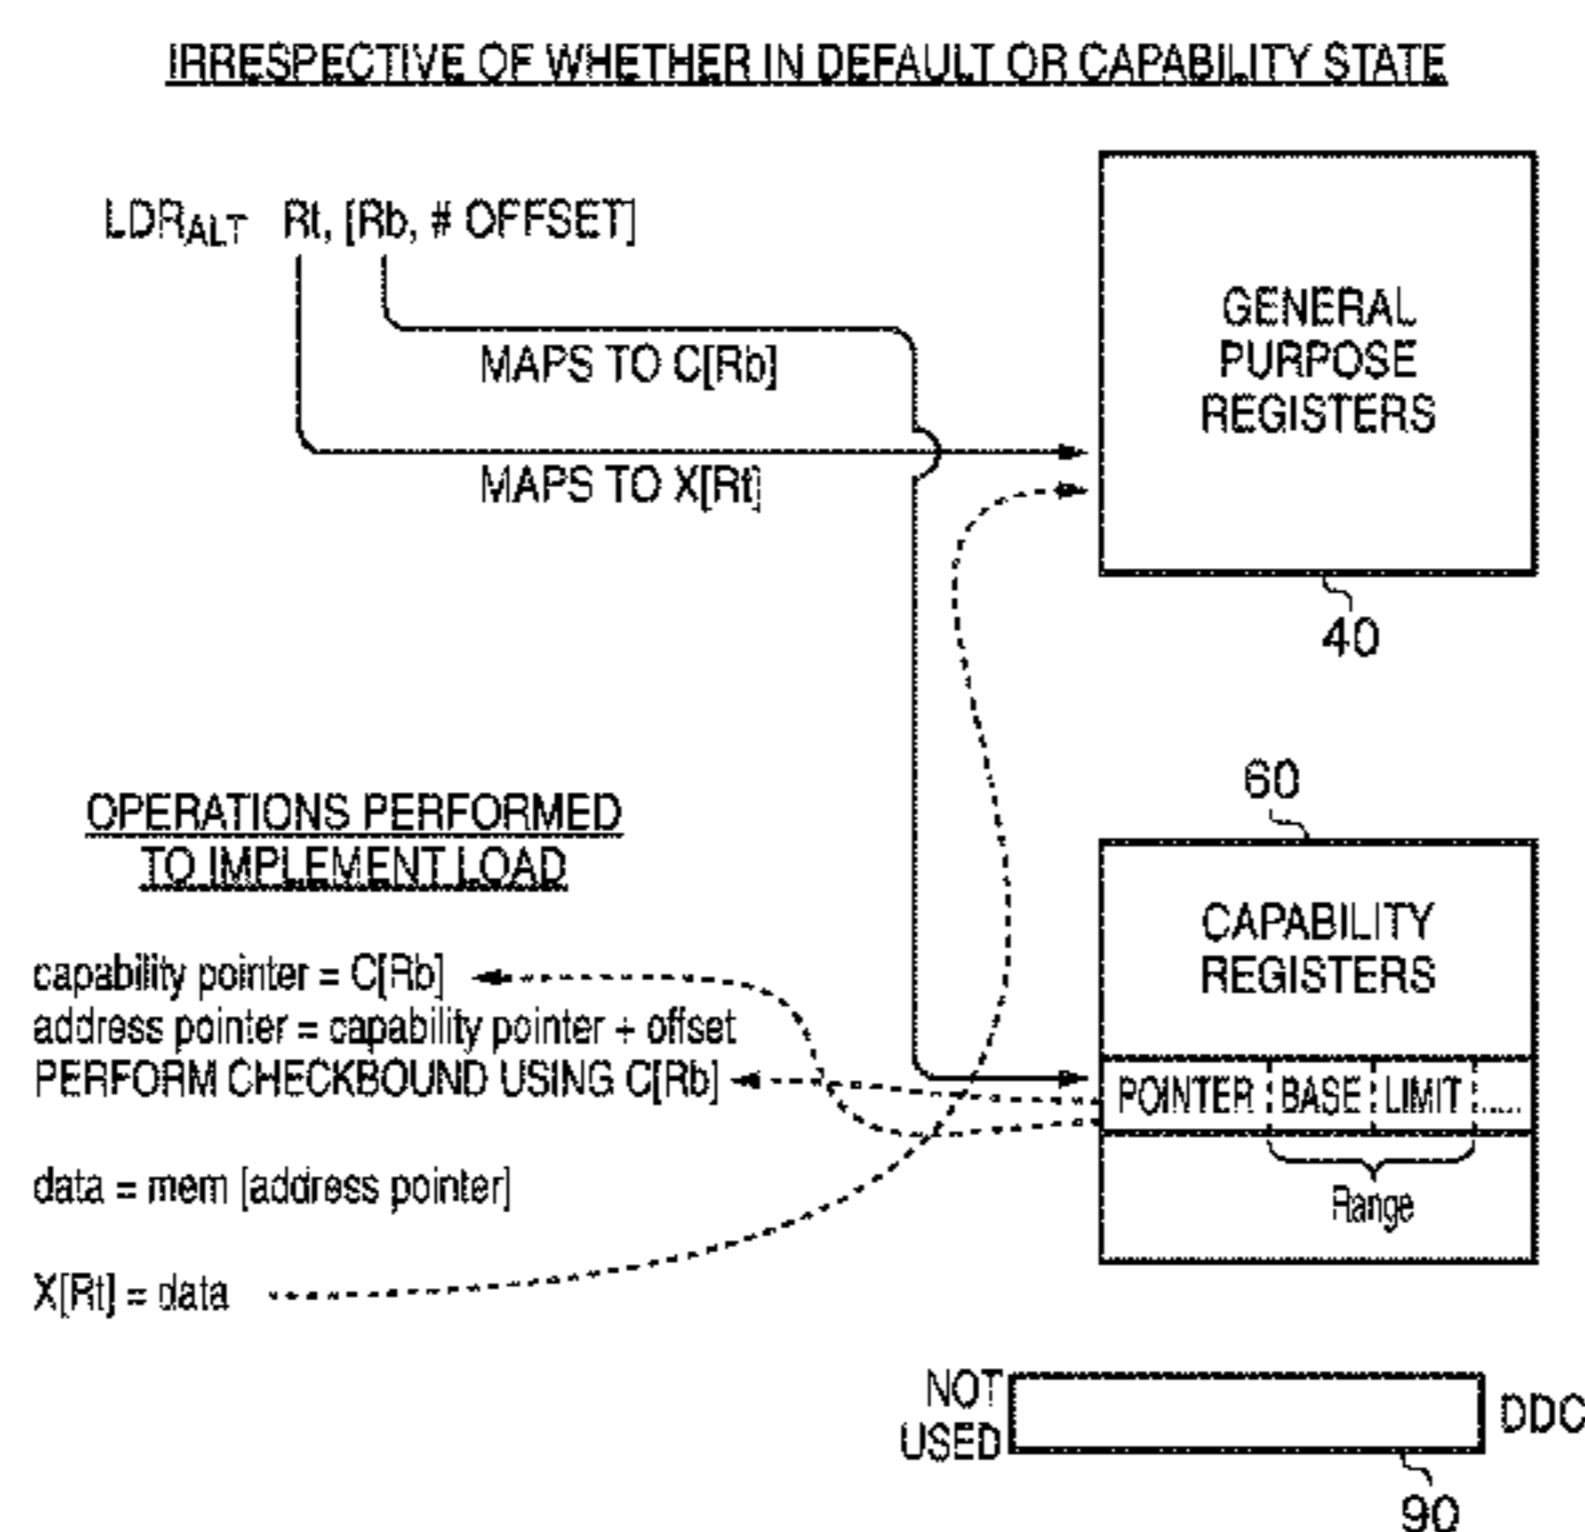 IRRESPECTIVE OF WHETHER IN DEFAULT OR CAPABILITY STATE
LDRALT Rt, [Rb, # OFFSET]
MAPS TO C[Rb]
MAPS TO X[Rt]
GENERAL
PURPOSE
REGISTERS
40
OPERATIONS PERFORMED
TO IMPLEMENT LOAD
capability pointer = C[Rb]
address pointer = capability pointer + offset
PERFORM CHECKBOUND USING C[Rb]
data = mem [address pointer]
X[Rt] = data
60
CAPABILITY
REGISTERS
POINTER BASE LIMIT .....
Range
NOT
USED
DDC
90